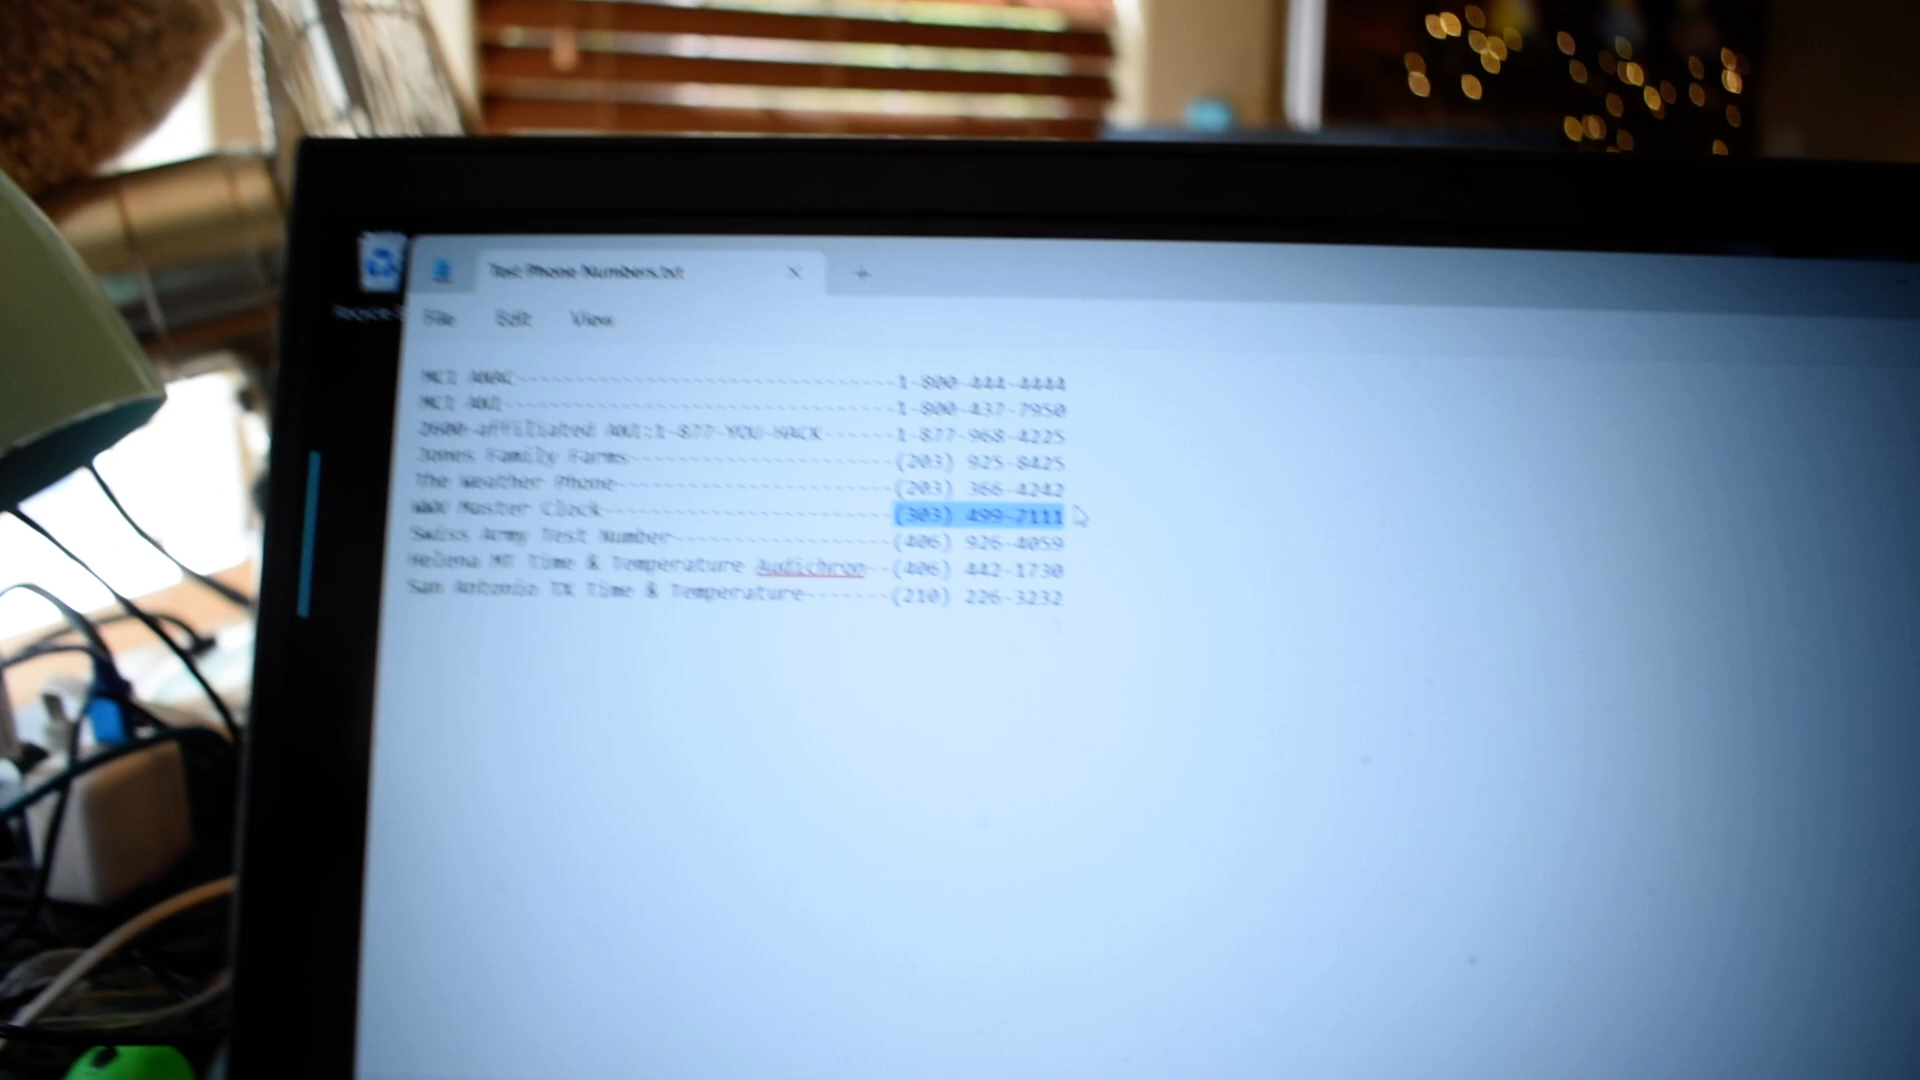 Test Phone Numbers.txt
File Edit View
MCI ANAC--------------------------------1-800-444-4444
MCI ANI---------------------------------1-800-437-7950
2600-affiliated ANI:1-877-YOU-HACK------1-877-968-4225
Jones Family Farms----------------------(203) 925-8425
The Weather Phone-----------------------(203) 366-4242
WWV Master Clock------------------------(303) 499-7111
Swiss Army Test Number------------------(406) 926-4059
Helena MT Time & Temperature Audichron--(406) 442-1730
San Antonio TX Time & Temperature-------(210) 226-3232